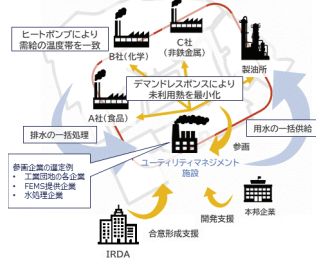 ヒートポンプにより
需給の温度帯を一致
B社(化学)
C社
(非鉄金属)
製油所
デマンドレスポンスにより
未利用熱を最小化
A社(食品)
排水の一括処理
用水の一括供給
参画
参画企業の選定例
• 工業団地の各企業
• FEMS提供企業
• 水処理企業
ユーティリティマネジメント
施設
本邦企業
開発支援
合意形成支援
IRDA